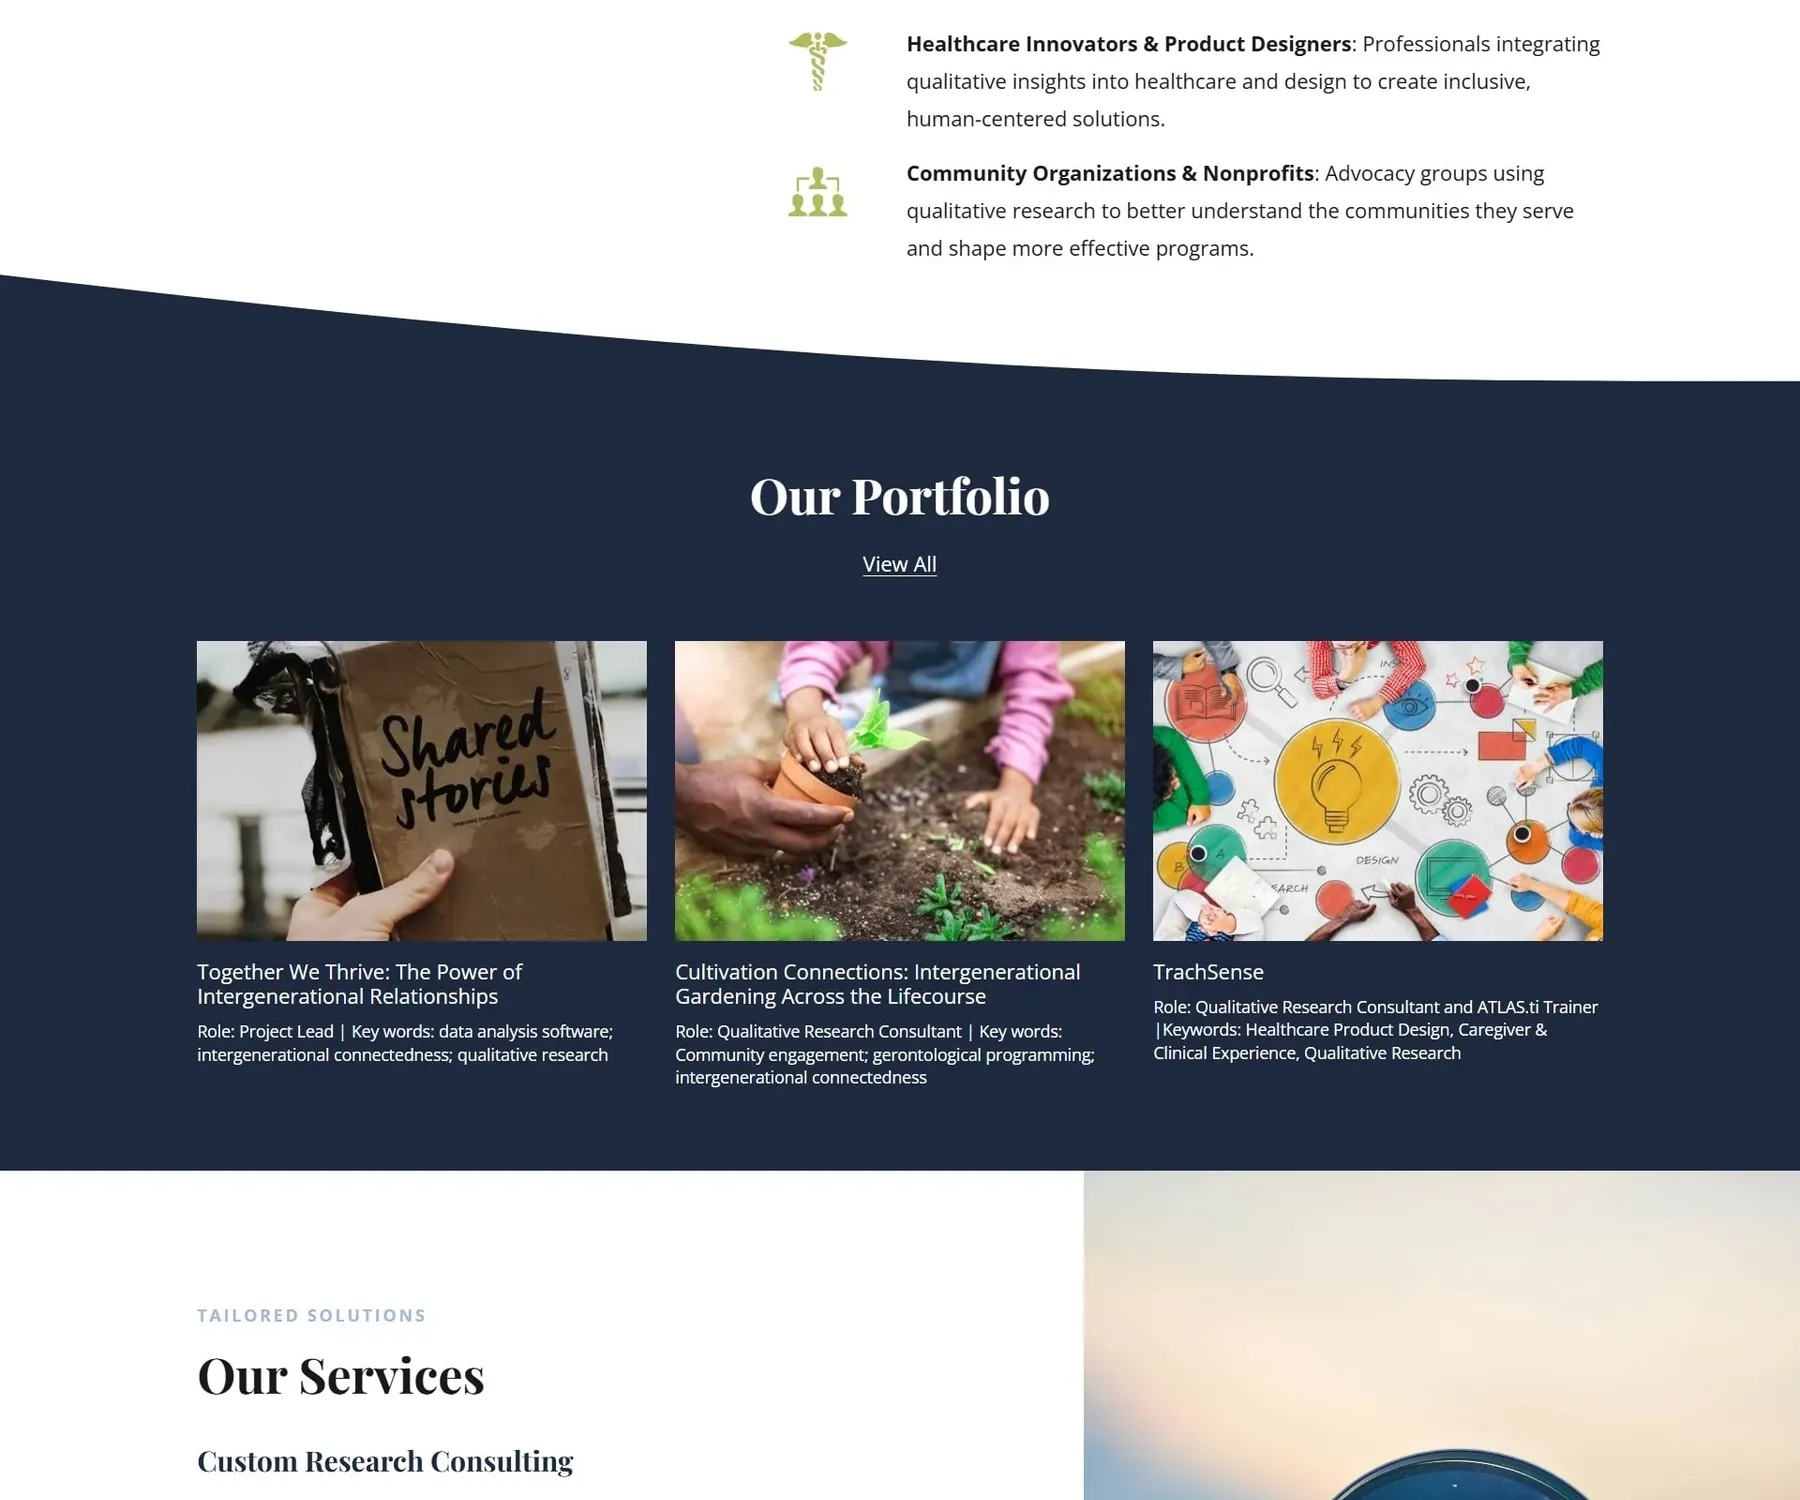 Healthcare Innovators & Product Designers: Professionals integrating
qualitative insights into healthcare and design to create inclusive,
human-centered solutions.
Community Organizations & Nonprofits: Advocacy groups using
qualitative research to better understand the communities they serve
and shape more effective programs.
Our Portfolio
View All
Shared
stories
INS
DESIGN
EARCH
A
B
Together We Thrive: The Power of
Intergenerational Relationships
Role: Project Lead | Key words: data analysis software;
intergenerational connectedness; qualitative research
Cultivation Connections: Intergenerational
Gardening Across the Lifecourse
Role: Qualitative Research Consultant | Key words:
Community engagement; gerontological programming;
intergenerational connectedness
TrachSense
Role: Qualitative Research Consultant and ATLAS.ti Trainer
|Keywords: Healthcare Product Design, Caregiver &
Clinical Experience, Qualitative Research
TAILORED SOLUTIONS
Our Services
Custom Research Consulting